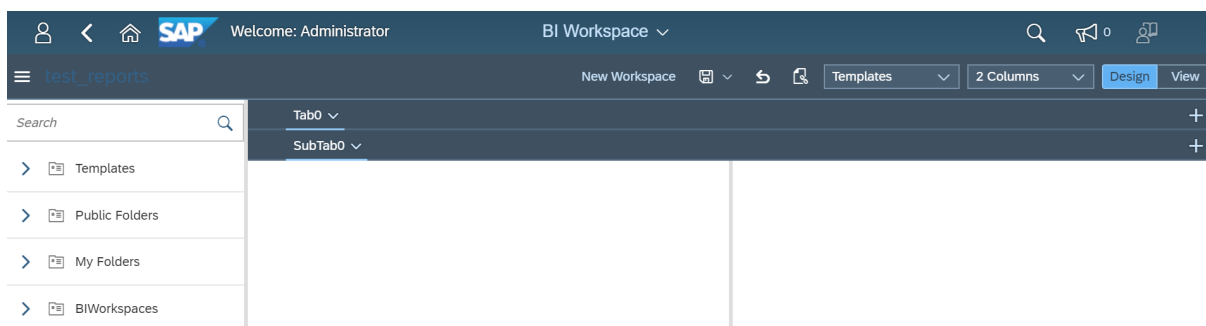 SAP Welcome: Administrator BI Workspace 0
test_reports New Workspace Templates 2 Columns Design View
Search Tab0
SubTab0
Templates
Public Folders
My Folders
BIWorkspaces